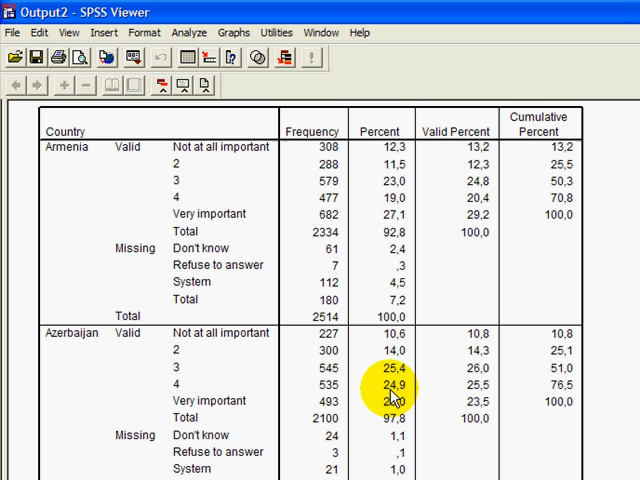 Output2 - SPSS Viewer
File Edit View Insert Format Analyze Graphs Utilities Window Help
Country Frequency Percent Valid Percent Cumulative Percent
Armenia Valid Not at all important 308 12,3 13,2 13,2
2 288 11,5 12,3 25,5
3 579 23,0 24,8 50,3
4 477 19,0 20,4 70,8
Very important 682 27,1 29,2 100,0
Total 2334 92,8 100,0
Missing Don't know 61 2,4
Refuse to answer 7 ,3
System 112 4,5
Total 180 7,2
Total 2514 100,0
Azerbaijan Valid Not at all important 227 10,6 10,8 10,8
2 300 14,0 14,3 25,1
3 545 25,4 26,0 51,0
4 535 24,9 25,5 76,5
Very important 493 23,5 100,0
Total 2100 97,8 100,0
Missing Don't know 24 1,1
Refuse to answer 3 ,1
System 21 1,0